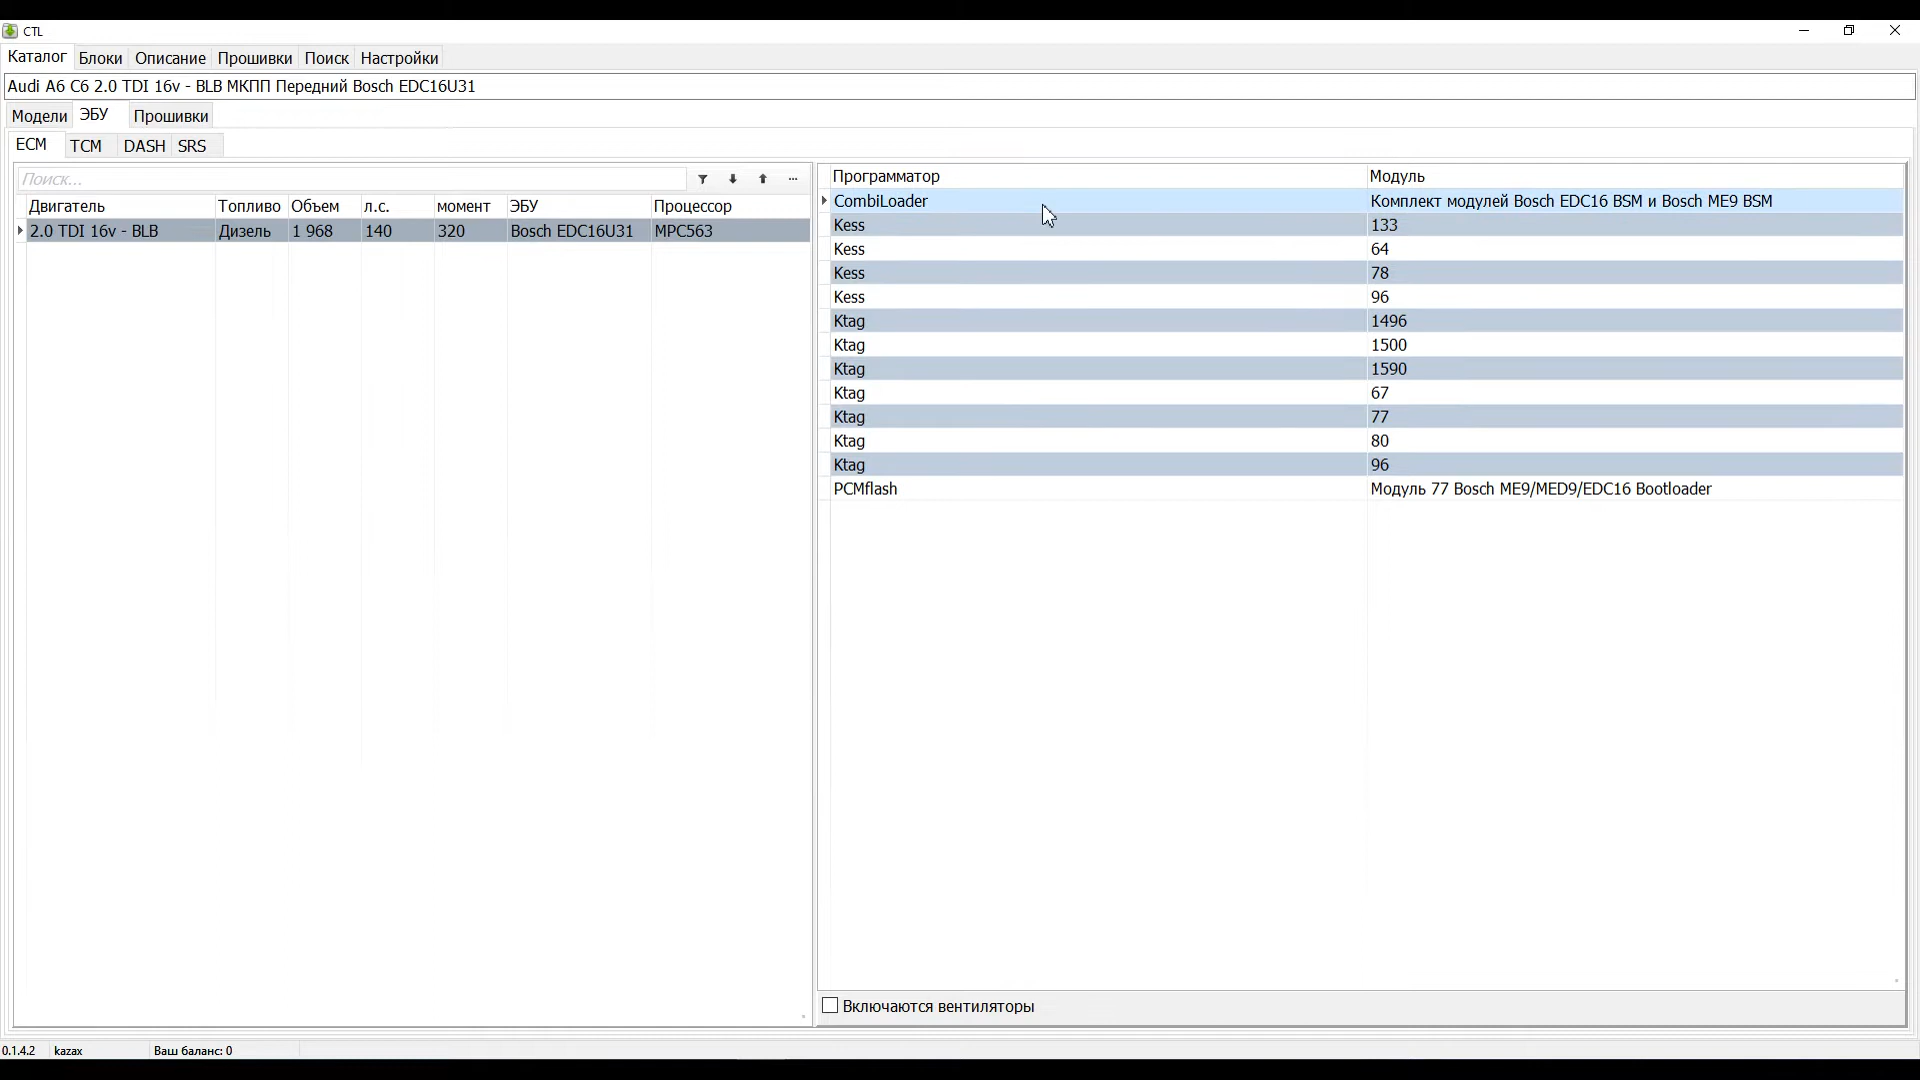 CTL
Каталог Блоки Описание Прошивки Поиск Настройки
Audi A6 C6 2.0 TDI 16v - BLB МКПП Передний Bosch EDC16U31
Модели ЭБУ Прошивки
ECM TCM DASH SRS
Поиск...
Двигатель Топливо Объем л.с. момент ЭБУ Процессор
2.0 TDI 16v - BLB Дизель 1 968 140 320 Bosch EDC16U31 MPC563
Программатор Модуль
CombiLoader Комплект модулей Bosch EDC16 BSM и Bosch ME9 BSM
Kess 133
Kess 64
Kess 78
Kess 96
Ktag 1496
Ktag 1500
Ktag 1590
Ktag 67
Ktag 77
Ktag 80
Ktag 96
PCMflash Модуль 77 Bosch ME9/MED9/EDC16 Bootloader
Включаются вентиляторы
0.1.4.2 kazax Ваш баланс: 0